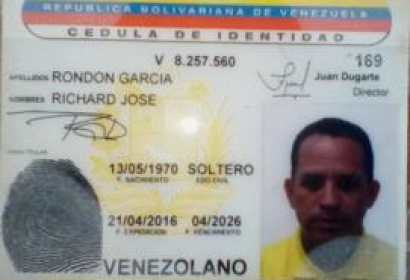 REPUBLICA BOLIVARIANA DE VENEZUELA
CEDULA DE IDENTIDAD
V 8.257.560
169
APELLIDOS RONDON GARCIA
Juan Dugarte
Director
NOMBRES RICHARD JOSE
TITULAR
13/05/1970 SOLTERO
F. NACIMIENTO EDO CIVIL
21/04/2016 04/2026
F. EXPEDICION F. VENCIMIENTO
VENEZOLANO